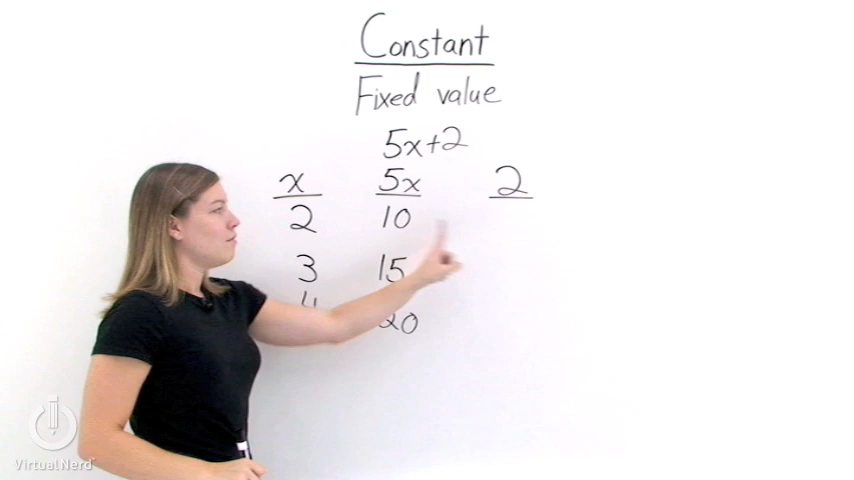 Constant
Fixed value
5x+2
x 5x 2
2 10
3 15
4 20
VirtualNerd